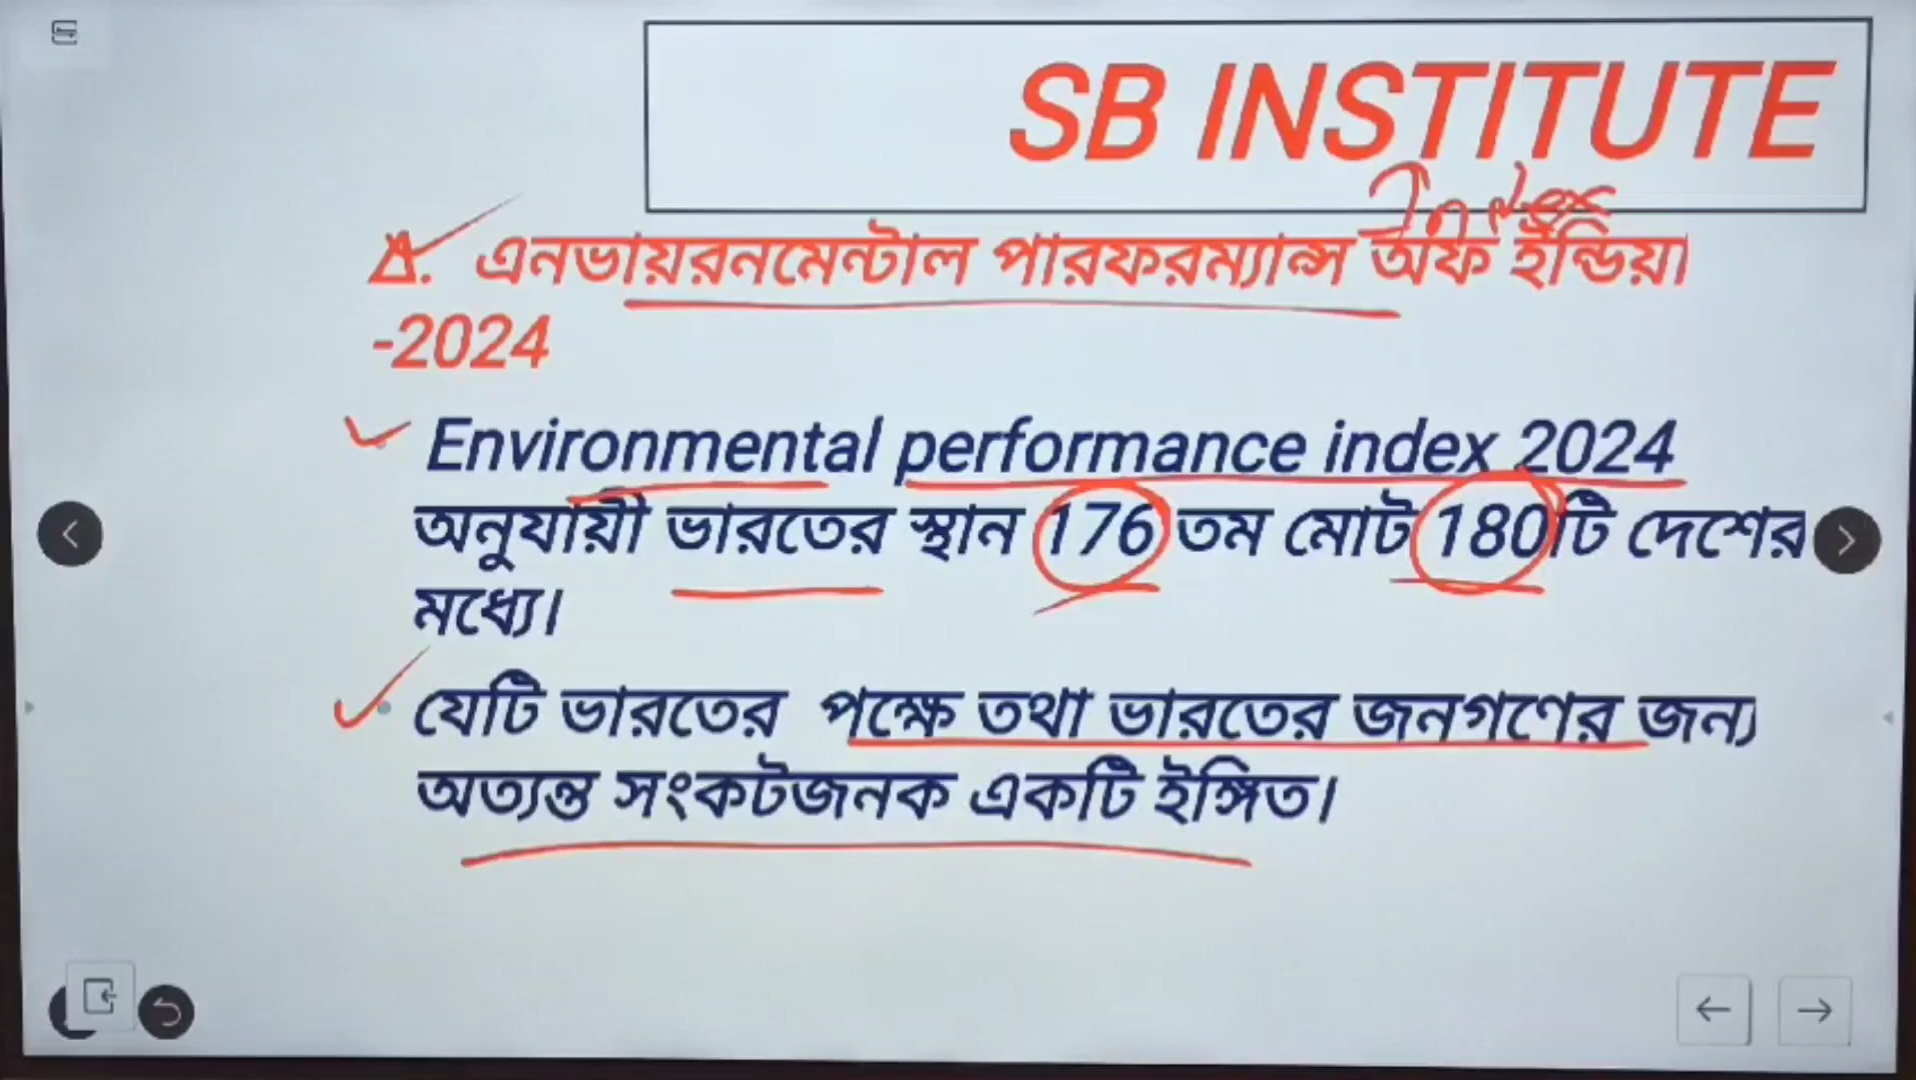 SB INSTITUTE
Index
A. এনভায়রনমেন্টাল পারফরম্যান্স অফ ইন্ডিয়া
-2024
Environmental performance index 2024
অনুযায়ী ভারতের স্থান 176 তম মোট 180টি দেশের
মধ্যে।
যেটি ভারতের পক্ষে তথা ভারতের জনগণের জন্য
অত্যন্ত সংকটজনক একটি ইঙ্গিত।